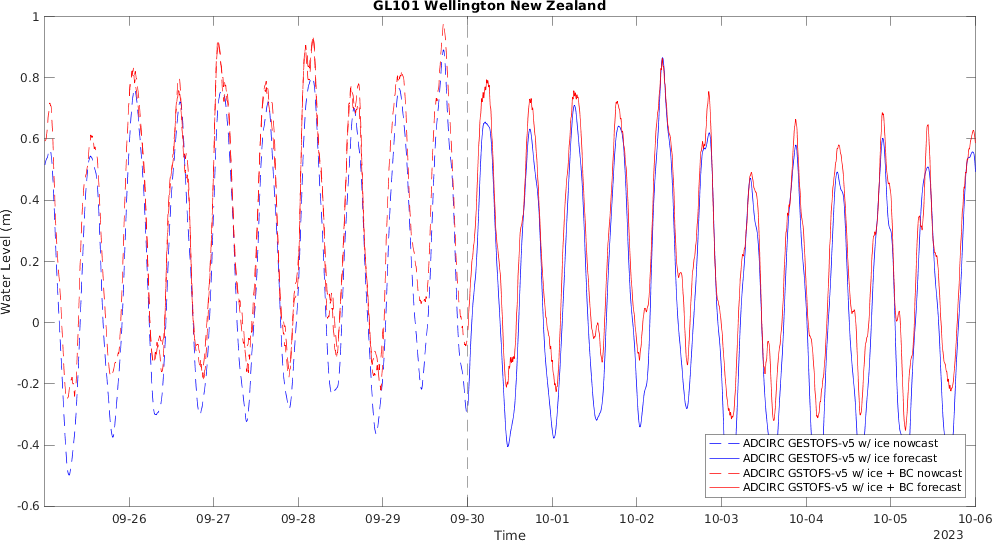 GL101 Wellington New Zealand
1
0.8
0.6
0.4
0.2
0
-0.2
-0.4
-0.6
Water Level (m)
09-26 09-27 09-28 09-29 09-30 10-01 10-02 10-03 10-04 10-05 10-06
Time
2023
ADCIRC GESTOFS-v5 w/ ice nowcast
ADCIRC GESTOFS-v5 w/ ice forecast
ADCIRC GSTOFS-v5 w/ ice + BC nowcast
ADCIRC GSTOFS-v5 w/ ice + BC forecast